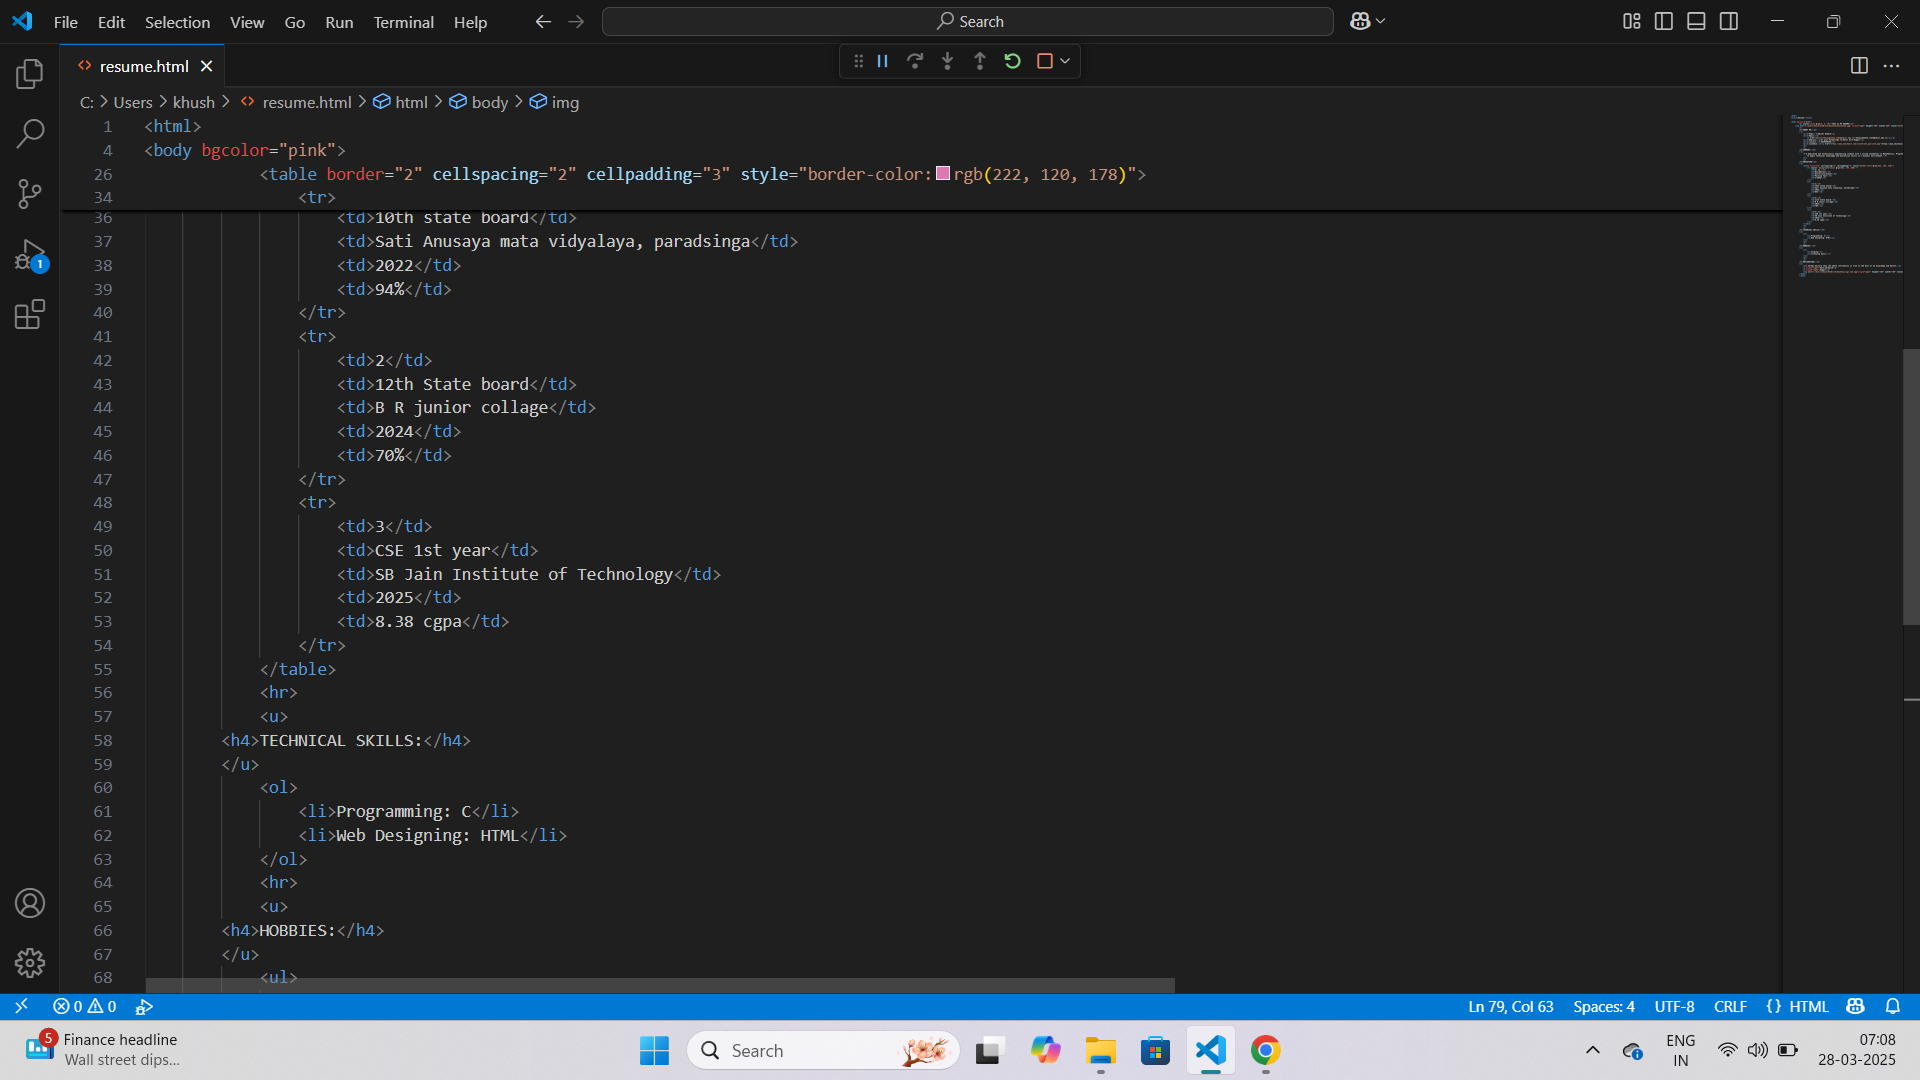 File Edit Selection View Go Run Terminal Help
Search
resume.html
C: > Users > khush > resume.html > html > body > img
1 <html>
4 <body bgcolor="pink">
26 <table border="2" cellspacing="2" cellpadding="3" style="border-color:rgb(222, 120, 178)">
34 <tr>
36 <td>10th state board</td>
37 <td>Sati Anusaya mata vidyalaya, paradsinga</td>
38 <td>2022</td>
39 <td>94%</td>
40 </tr>
41 <tr>
42 <td>2</td>
43 <td>12th State board</td>
44 <td>B R junior collage</td>
45 <td>2024</td>
46 <td>70%</td>
47 </tr>
48 <tr>
49 <td>3</td>
50 <td>CSE 1st year</td>
51 <td>SB Jain Institute of Technology</td>
52 <td>2025</td>
53 <td>8.38 cgpa</td>
54 </tr>
55 </table>
56 <hr>
57 <u>
58 <h4>TECHNICAL SKILLS:</h4>
59 </u>
60 <ol>
61 <li>Programming: C</li>
62 <li>Web Designing: HTML</li>
63 </ol>
64 <hr>
65 <u>
66 <h4>HOBBIES:</h4>
67 </u>
68 <ul>
1
0 0 Ln 79, Col 63 Spaces: 4 UTF-8 CRLF {} HTML
5 Finance headline
Wall street dips...
Search
ENG
IN
07:08
28-03-2025